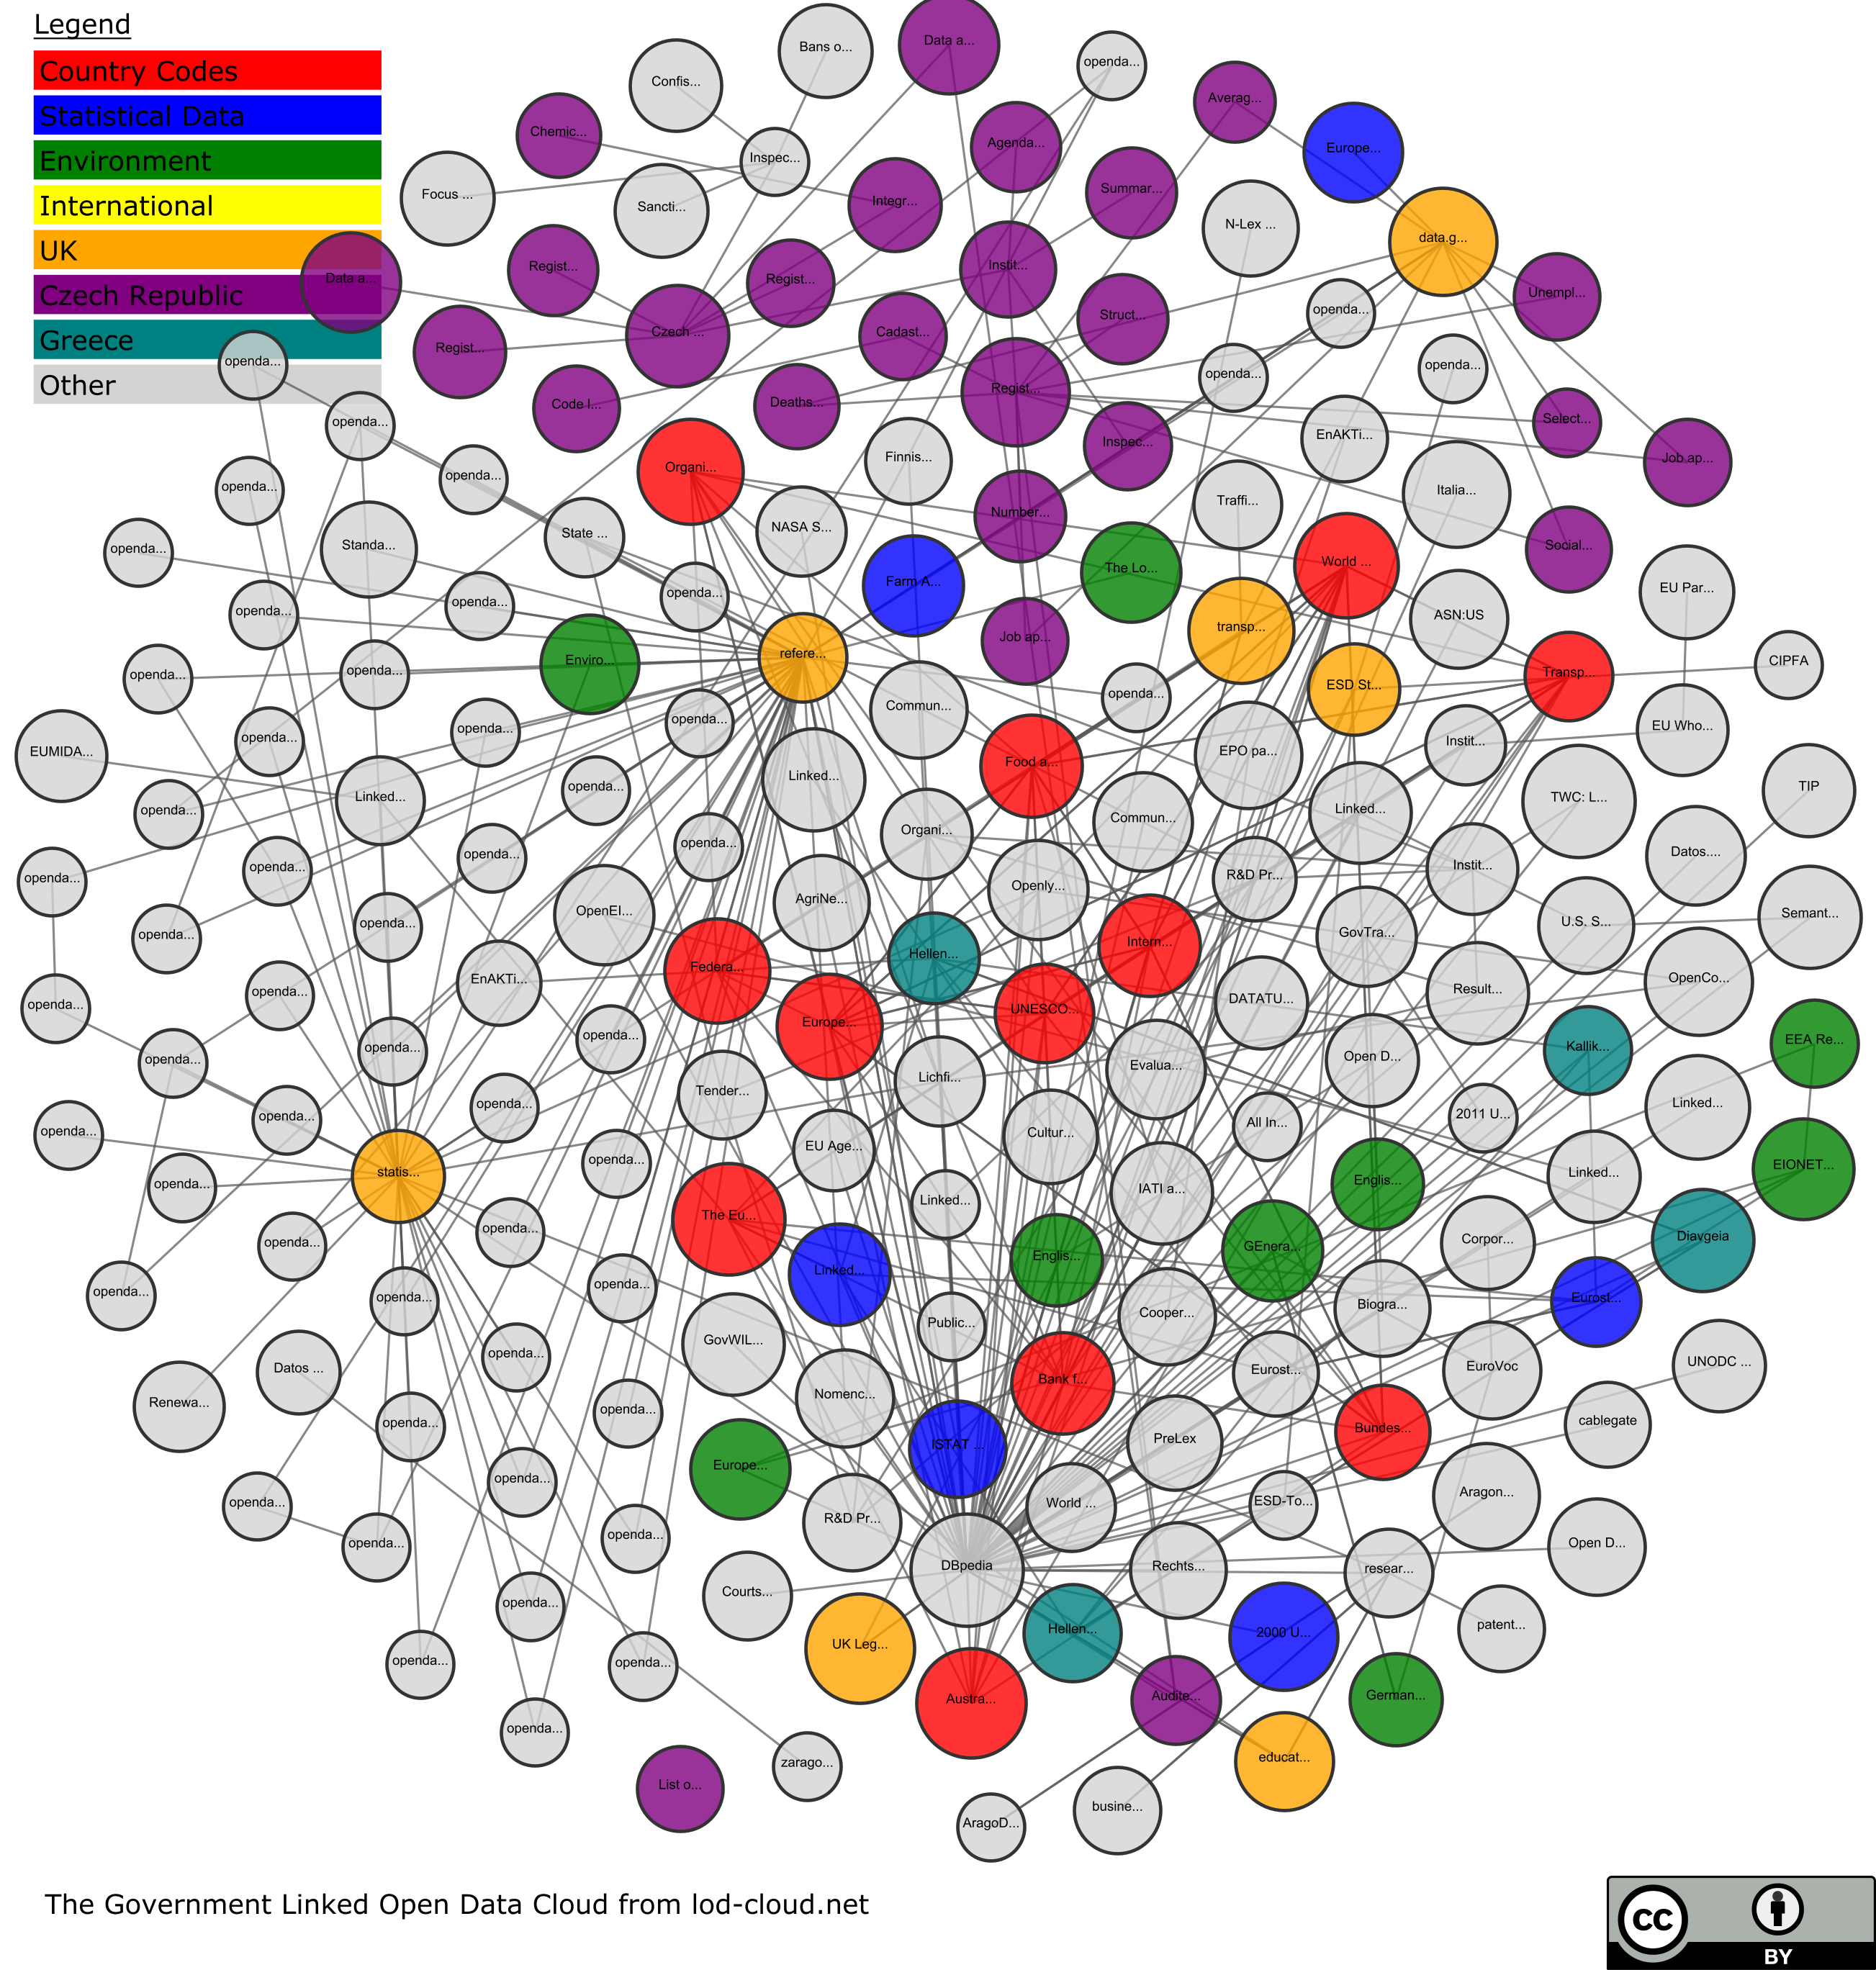 Legend
Country Codes
Statistical Data
Environment
International
UK
Czech Republic
Greece
Other
Bans o...
Data a...
openda...
Confis...
Averag...
Chemic...
Agenda...
Europe...
Inspec...
Focus ...
Sancti...
Integr...
Summar...
N-Lex ...
data.g...
Data a...
Regist...
Regist...
Instit...
Unempl...
openda...
Regist...
Czech ...
Cadast...
Struct...
openda...
openda...
openda...
Code I...
Deaths...
Regist...
openda...
Select...
Inspec...
EnAKTi...
Job ap...
openda...
openda...
Organi...
Finnis...
Italia...
openda...
Standa...
State ...
NASA S...
Number...
Traffi...
World ...
Social...
openda...
openda...
openda...
Farm A...
The Lo...
EU Par...
openda...
Enviro...
refere...
Job ap...
transp...
ASN:US
Transp...
CIPFA
openda...
openda...
openda...
Commun...
openda...
ESD St...
EU Who...
EUMIDA...
openda...
openda...
Linked...
Food a...
EPO pa...
Instit...
openda...
Linked...
openda...
Organi...
Commun...
Linked...
TWC: L...
TIP
openda...
openda...
openda...
openda...
AgriNe...
Openly...
R&D Pr...
Instit...
Datos....
openda...
openda...
OpenEI...
Hellen...
Intern...
GovTra...
U.S. S...
Semant...
openda...
openda...
EnAKTi...
Federa...
Europe...
UNESCO...
DATATU...
Result...
OpenCo...
openda...
openda...
openda...
Tender...
Lichfi...
Evalua...
Open D...
Kallik...
EEA Re...
openda...
openda...
openda...
openda...
EU Age...
Cultur...
All In...
2011 U...
Linked...
openda...
statis...
The Eu...
Linked...
IATI a...
Englis...
Linked...
EIONET...
openda...
openda...
openda...
openda...
Linked...
Englis...
GEnera...
Corpor...
Diavgeia
openda...
openda...
GovWIL...
Public...
Cooper...
Biogra...
Eurost...
Renewa...
Datos ...
openda...
openda...
Nomenc...
Bank f...
Eurost...
EuroVoc
UNODC ...
openda...
openda...
Europe...
ISTAT ...
PreLex
Bundes...
cablegate
openda...
openda...
R&D Pr...
World ...
ESD-To...
Aragon...
openda...
Courts...
DBpedia
Rechts...
resear...
Open D...
openda...
openda...
UK Leg...
Hellen...
2000 U...
patent...
openda...
zarago...
Austra...
Audite...
German...
List o...
educat...
AragoD...
busine...
The Government Linked Open Data Cloud from lod-cloud.net
cc
BY